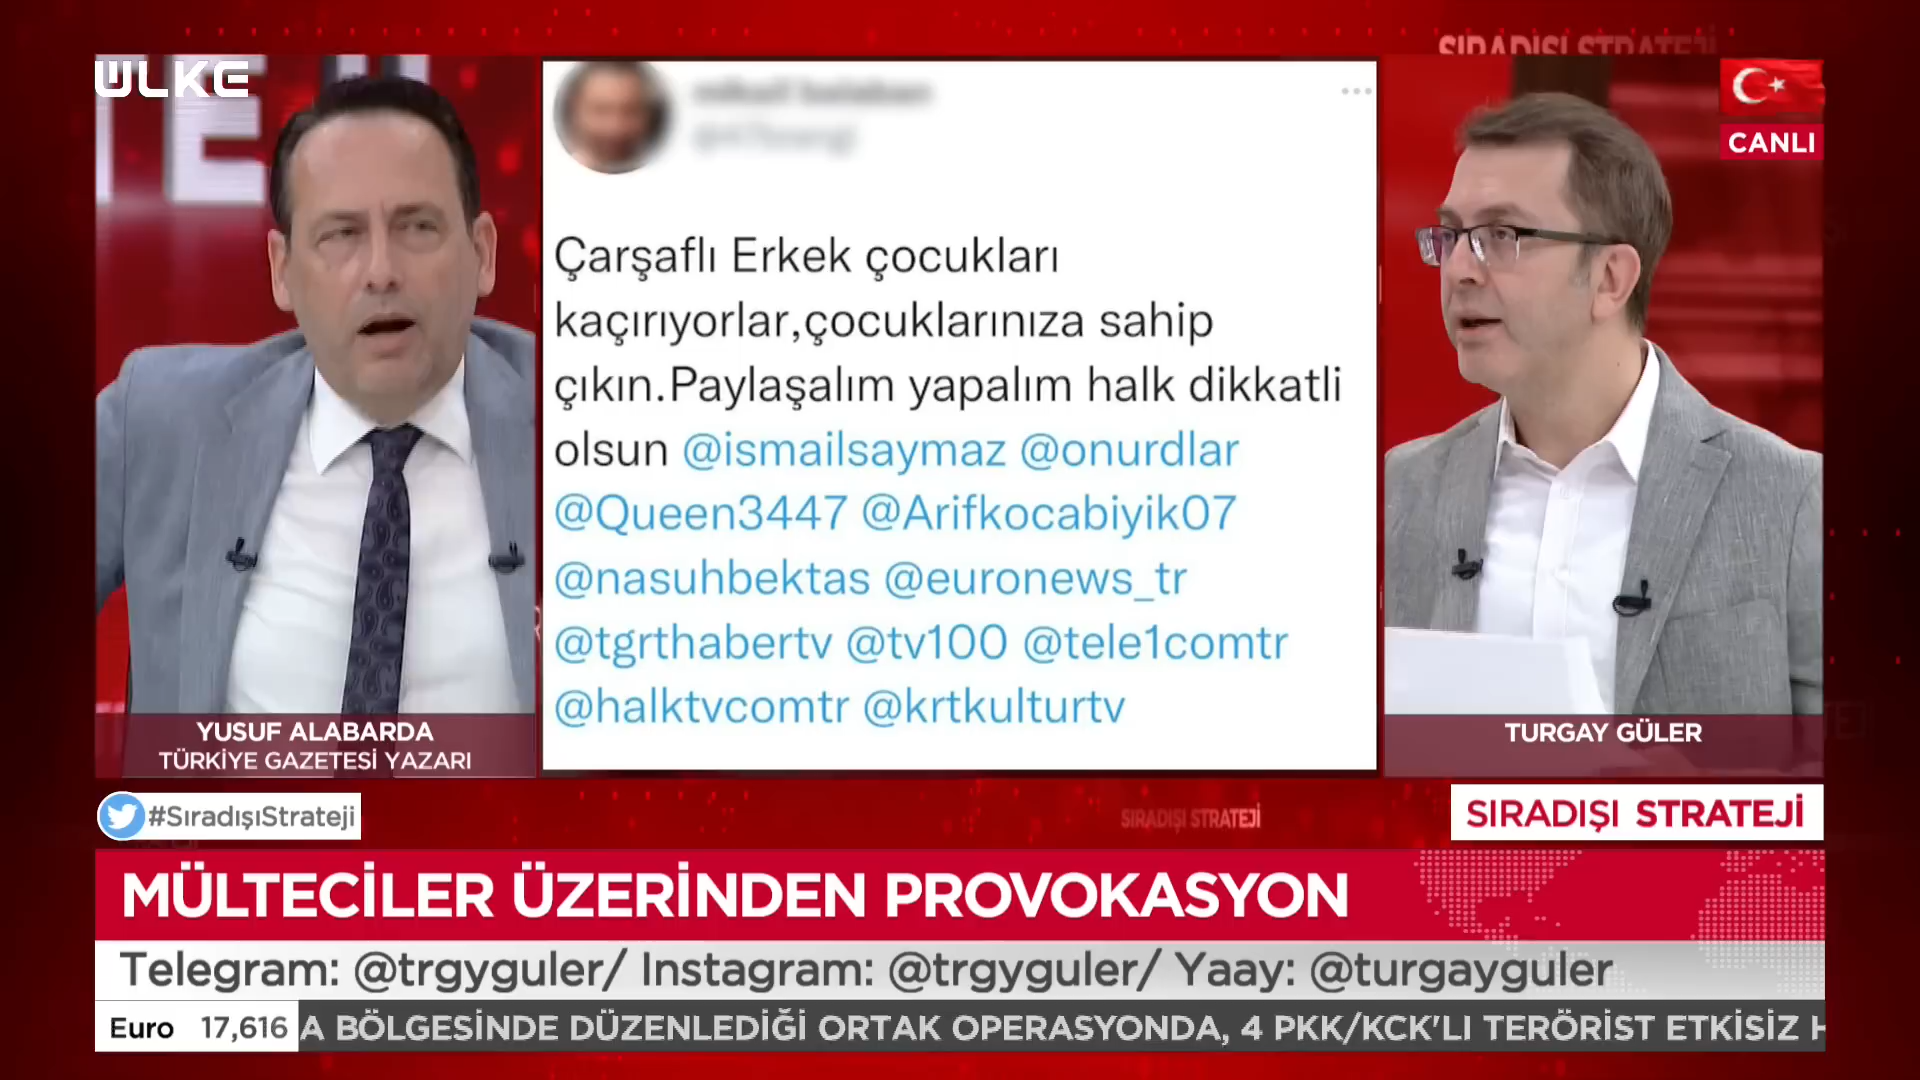 SIRADIŞI STRATEJİ
ÜLKE
CANLI
Çarşaflı Erkek çocukları
kaçırıyorlar,çocuklarınıza sahip
çıkın.Paylaşalım yapalım halk dikkatli
olsun @ismailsaymaz @onurdlar
@Queen3447 @Arifkocabiyik07
@nasuhbektas @euronews_tr
@tgrthabertv @tv100 @tele1comtr
@halktvcomtr @krtkulturtv
YUSUF ALABARDA
TÜRKİYE GAZETESİ YAZARI
TURGAY GÜLER
#SıradışıStrateji
SIRADIŞI STRATEJİ
SIRADIŞI STRATEJİ
MÜLTECİLER ÜZERİNDEN PROVOKASYON
Telegram: @trgyguler/ Instagram: @trgyguler/ Yaay: @turgayguler
Euro 17,616 A BÖLGESİNDE DÜZENLEDİĞİ ORTAK OPERASYONDA, 4 PKK/KCK'LI TERÖRİST ETKİSİZ H